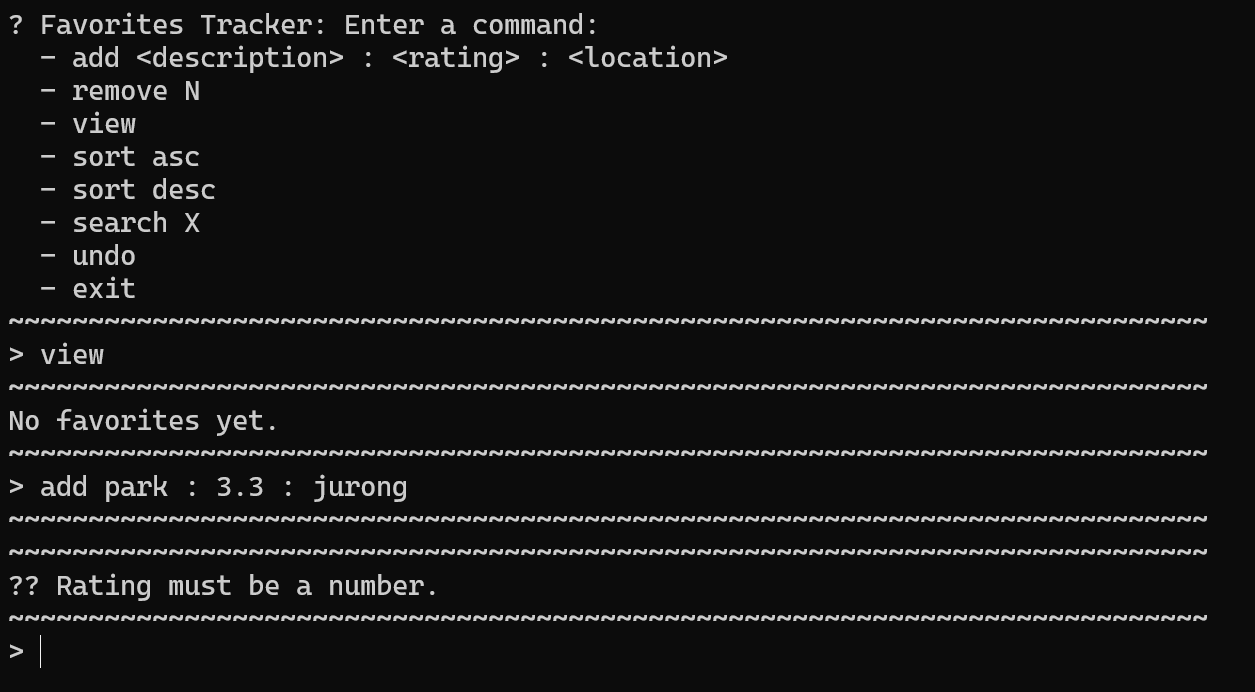 ? Favorites Tracker: Enter a command:
  - add <description> : <rating> : <location>
  - remove N
  - view
  - sort asc
  - sort desc
  - search X
  - undo
  - exit
~~~~~~~~~~~~~~~~~~~~~~~~~~~~~~~~~~~~~~~~~~~~~~~~~~~~~~~~~~~~~~~~~~~~~~~~~~~
> view
~~~~~~~~~~~~~~~~~~~~~~~~~~~~~~~~~~~~~~~~~~~~~~~~~~~~~~~~~~~~~~~~~~~~~~~~~~~
No favorites yet.
~~~~~~~~~~~~~~~~~~~~~~~~~~~~~~~~~~~~~~~~~~~~~~~~~~~~~~~~~~~~~~~~~~~~~~~~~~~
> add park : 3.3 : jurong
~~~~~~~~~~~~~~~~~~~~~~~~~~~~~~~~~~~~~~~~~~~~~~~~~~~~~~~~~~~~~~~~~~~~~~~~~~~
~~~~~~~~~~~~~~~~~~~~~~~~~~~~~~~~~~~~~~~~~~~~~~~~~~~~~~~~~~~~~~~~~~~~~~~~~~~
?? Rating must be a number.
~~~~~~~~~~~~~~~~~~~~~~~~~~~~~~~~~~~~~~~~~~~~~~~~~~~~~~~~~~~~~~~~~~~~~~~~~~~
>